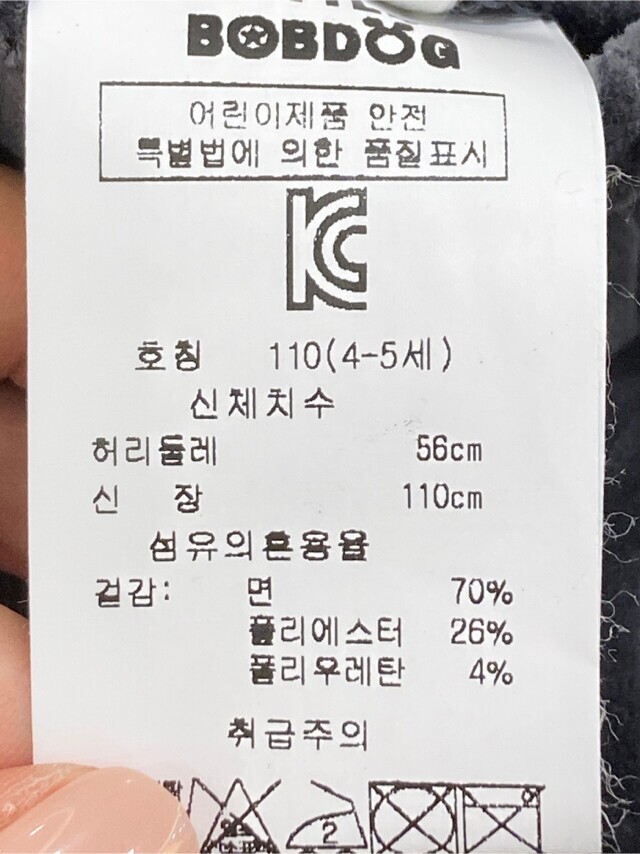 BOBDOG
어린이제품 안전
특별법에 의한 품질표시
KC
호칭 110(4-5세)
신체치수
허리둘레 56cm
신 장 110cm
섬유의혼용율
겉감: 면 70%
폴리에스터 26%
폴리우레탄 4%
취급주의
2